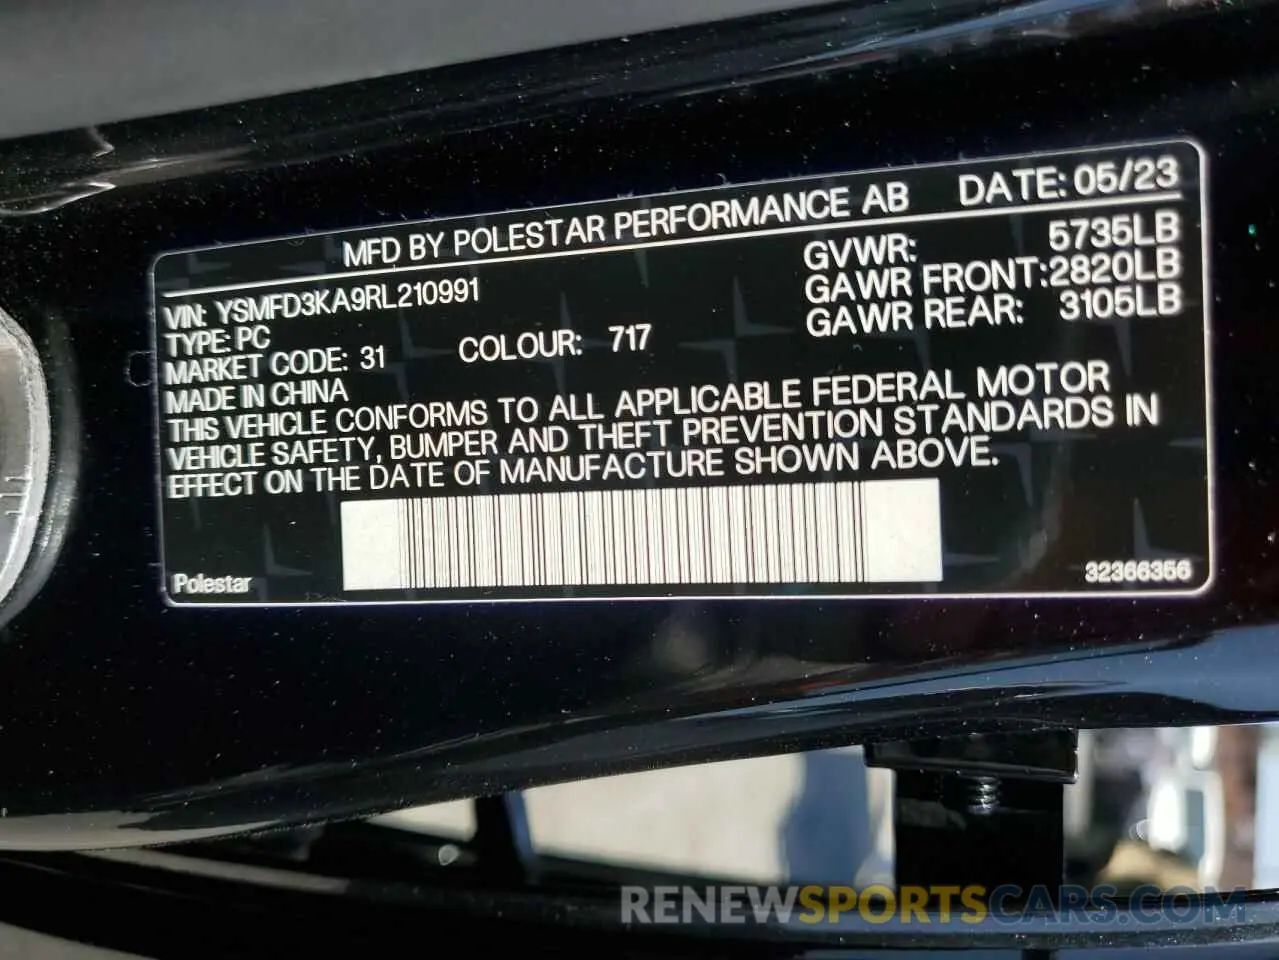 MFD BY POLESTAR PERFORMANCE AB DATE: 05/23
VIN: YSMFD3KA9RL210991 GVWR: 5735LB
TYPE: PC GAWR FRONT: 2820LB
MARKET CODE: 31 COLOUR: 717 GAWR REAR: 3105LB
MADE IN CHINA
THIS VEHICLE CONFORMS TO ALL APPLICABLE FEDERAL MOTOR
VEHICLE SAFETY, BUMPER AND THEFT PREVENTION STANDARDS IN
EFFECT ON THE DATE OF MANUFACTURE SHOWN ABOVE.
Polestar 32366356
RENEWSPORTSCARS.COM